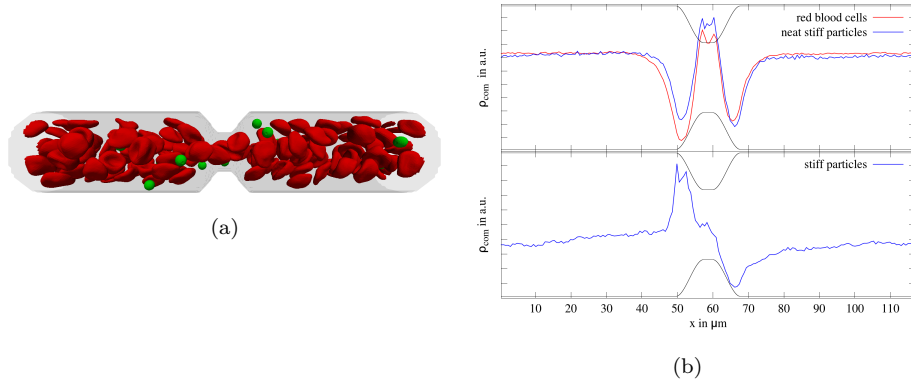 red blood cells
neat stiff particles
ρcom in a.u.
stiff particles
ρcom in a.u.
10 20 30 40 50 60 70 80 90 100 110
x in μm
(a)
(b)